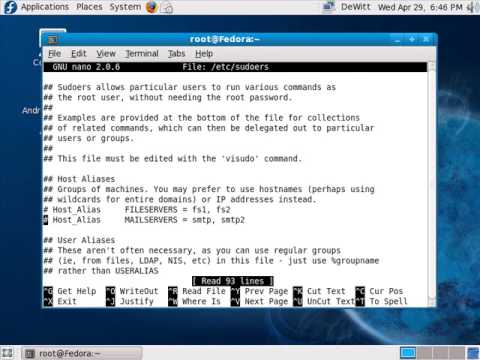 Applications Places System DeWitt Wed Apr 29, 6:46 PM
root@Fedora:~
File Edit View Terminal Tabs Help
GNU nano 2.0.6 File: /etc/sudoers
## Sudoers allows particular users to run various commands as
## the root user, without needing the root password.
##
## Examples are provided at the bottom of the file for collections
## of related commands, which can then be delegated out to particular
## users or groups.
##
## This file must be edited with the 'visudo' command.
## Host Aliases
## Groups of machines. You may prefer to use hostnames (perhaps using
## wildcards for entire domains) or IP addresses instead.
# Host_Alias FILESERVERS = fs1, fs2
# Host_Alias MAILSERVERS = smtp, smtp2
## User Aliases
## These aren't often necessary, as you can use regular groups
## (ie, from files, LDAP, NIS, etc) in this file - just use %groupname
## rather than USERALIAS
[ Read 93 lines ]
^G Get Help ^O WriteOut ^R Read File ^Y Prev Page ^K Cut Text ^C Cur Pos
^X Exit ^J Justify ^W Where Is ^V Next Page ^U UnCut Text ^T To Spell
root@Fedora:~